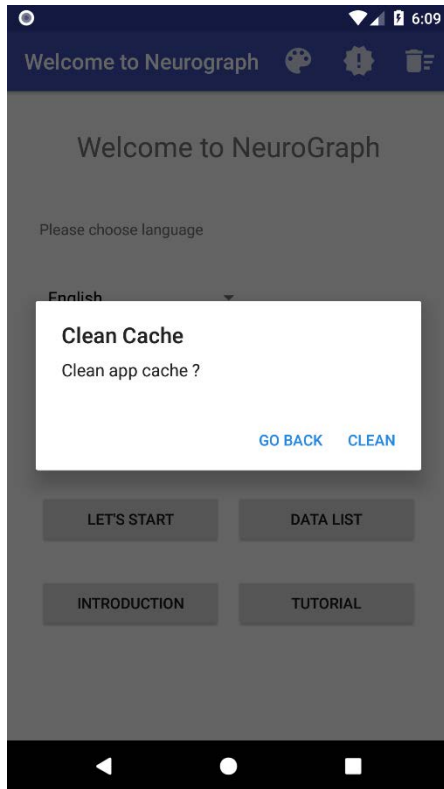 6:09
Welcome to Neurograph
Welcome to NeuroGraph
Please choose language
English
Clean Cache
Clean app cache ?
GO BACK CLEAN
LET'S START DATA LIST
INTRODUCTION TUTORIAL